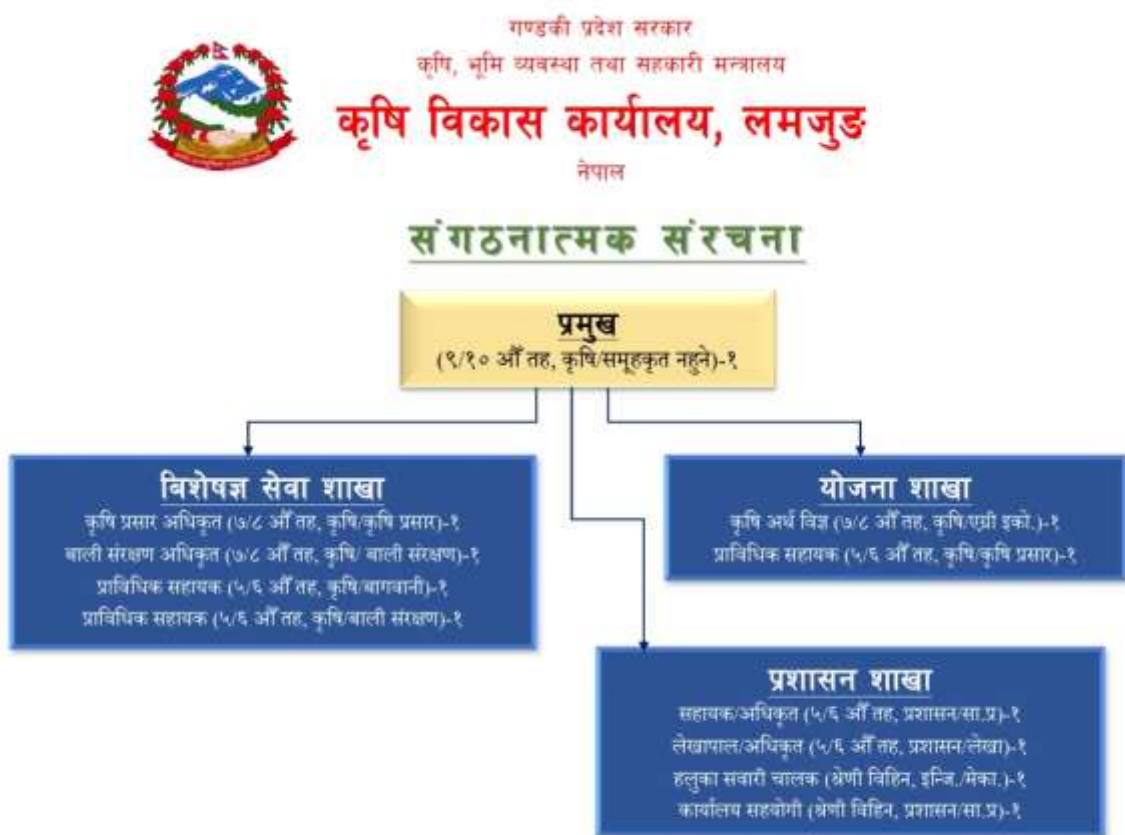 गण्डकी प्रदेश सरकार
कृषि, भूमि व्यवस्था तथा सहकारी मन्त्रालय
कृषि विकास कार्यालय, लमजुङ
नेपाल
संगठनात्मक संरचना
प्रमुख
(९/१० औँ तह, कृषि/समूहकृत नहुने)-१
बिशेषज्ञ सेवा शाखा
कृषि प्रसार अधिकृत (७/८ औँ तह, कृषि/कृषि प्रसार)-१
बाली संरक्षण अधिकृत (७/८ औँ तह, कृषि/ बाली संरक्षण)-१
प्राविधिक सहायक (५/६ औँ तह, कृषि/बागवानी)-१
प्राविधिक सहायक (५/६ औँ तह, कृषि/बाली संरक्षण)-१
योजना शाखा
कृषि अर्थ विज्ञ (७/८ औँ तह, कृषि/एग्री इको.)-१
प्राविधिक सहायक (५/६ औँ तह, कृषि/कृषि प्रसार)-१
प्रशासन शाखा
सहायक/अधिकृत (५/६ औँ तह, प्रशासन/सा.प्र)-१
लेखापाल/अधिकृत (५/६ औँ तह, प्रशासन/लेखा)-१
हलुका सवारी चालक (श्रेणी विहिन, इन्जि./मेका.)-१
कार्यालय सहयोगी (श्रेणी विहिन, प्रशासन/सा.प्र)-१